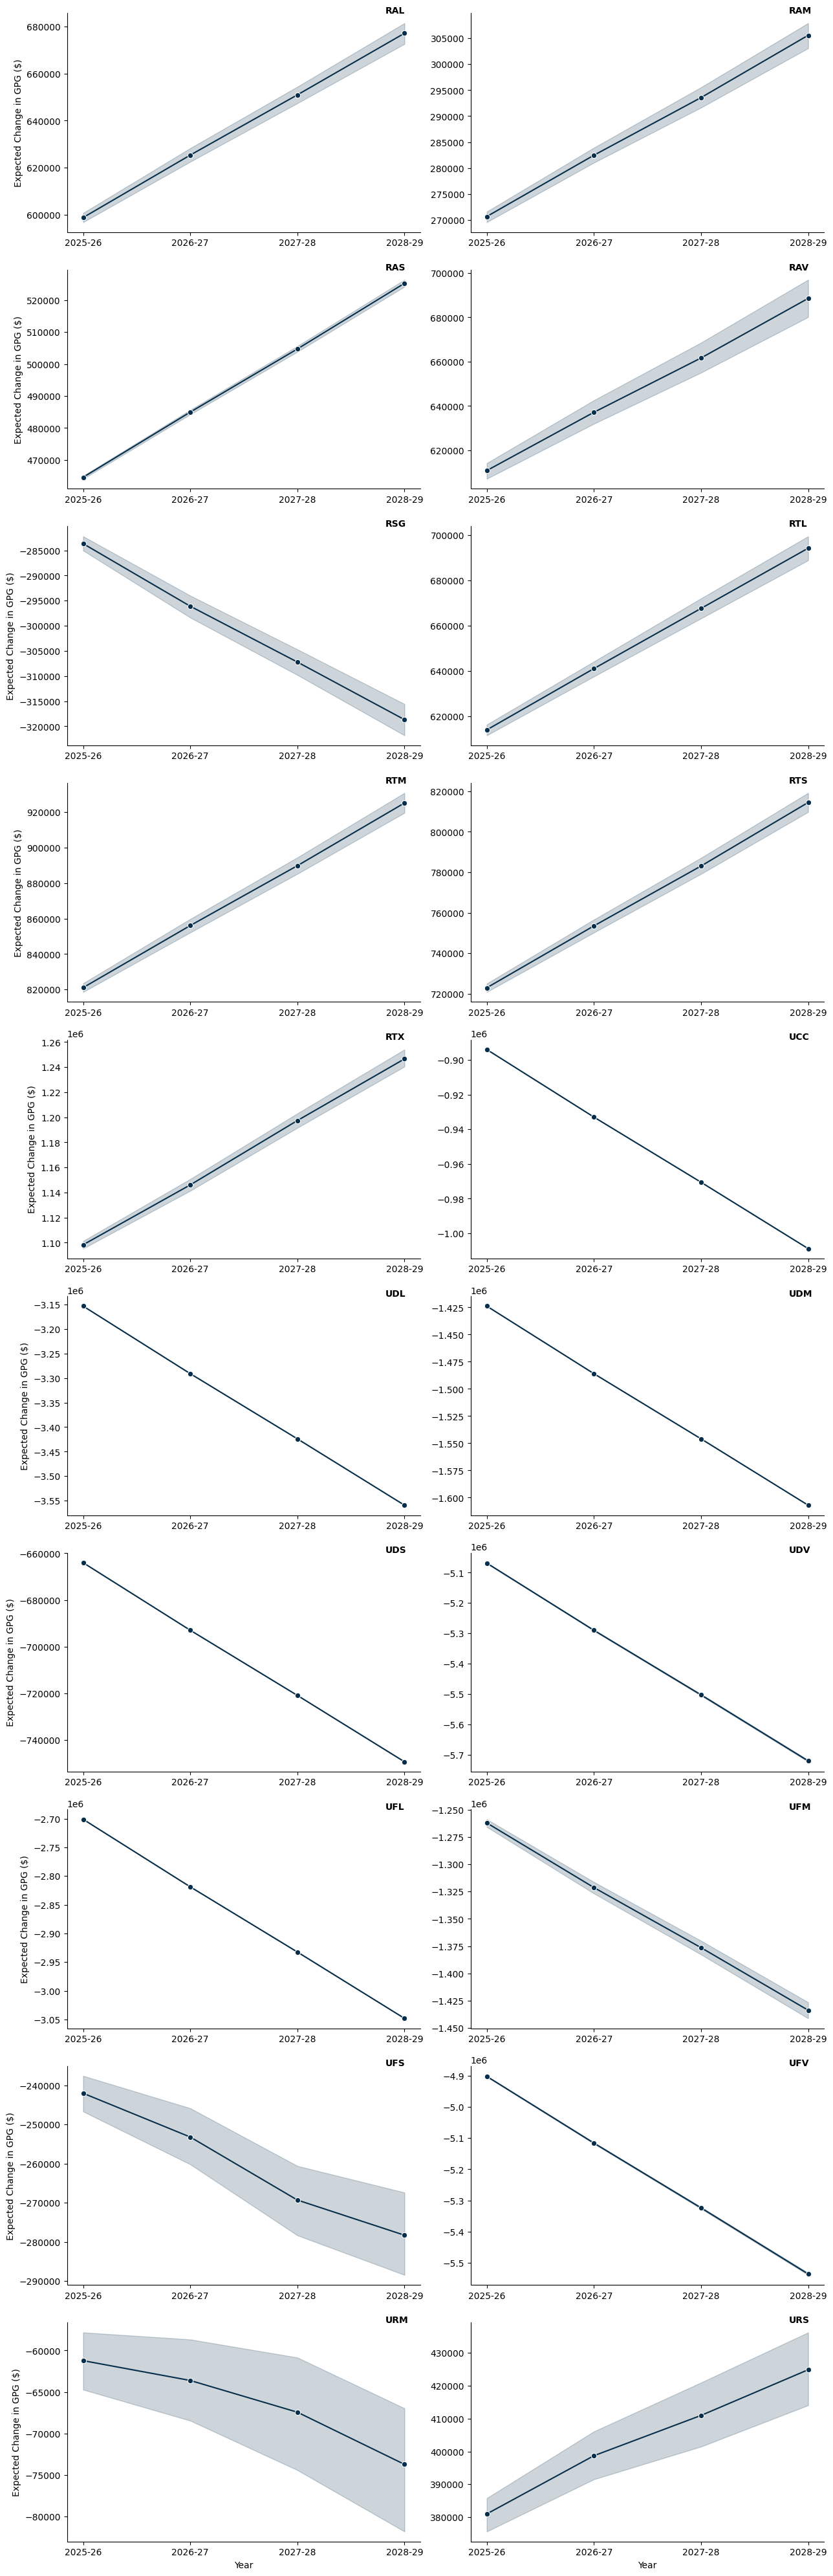 RAL
RAM
Expected Change in GPG ($)
680000
660000
640000
620000
600000
2025-26 2026-27 2027-28 2028-29
305000
300000
295000
290000
285000
280000
275000
270000
2025-26 2026-27 2027-28 2028-29
RAS
RAV
Expected Change in GPG ($)
520000
510000
500000
490000
480000
470000
2025-26 2026-27 2027-28 2028-29
700000
680000
660000
640000
620000
2025-26 2026-27 2027-28 2028-29
RSG
RTL
Expected Change in GPG ($)
−285000
−290000
−295000
−300000
−305000
−310000
−315000
−320000
2025-26 2026-27 2027-28 2028-29
700000
680000
660000
640000
620000
2025-26 2026-27 2027-28 2028-29
RTM
RTS
Expected Change in GPG ($)
920000
900000
880000
860000
840000
820000
2025-26 2026-27 2027-28 2028-29
820000
800000
780000
760000
740000
720000
2025-26 2026-27 2027-28 2028-29
RTX
UCC
Expected Change in GPG ($)
1e6
1.26
1.24
1.22
1.20
1.18
1.16
1.14
1.12
1.10
2025-26 2026-27 2027-28 2028-29
1e6
−0.90
−0.92
−0.94
−0.96
−0.98
−1.00
2025-26 2026-27 2027-28 2028-29
UDL
UDM
Expected Change in GPG ($)
1e6
−3.15
−3.20
−3.25
−3.30
−3.35
−3.40
−3.45
−3.50
−3.55
2025-26 2026-27 2027-28 2028-29
1e6
−1.425
−1.450
−1.475
−1.500
−1.525
−1.550
−1.575
−1.600
2025-26 2026-27 2027-28 2028-29
UDS
UDV
Expected Change in GPG ($)
−660000
−680000
−700000
−720000
−740000
2025-26 2026-27 2027-28 2028-29
1e6
−5.1
−5.2
−5.3
−5.4
−5.5
−5.6
−5.7
2025-26 2026-27 2027-28 2028-29
UFL
UFM
Expected Change in GPG ($)
1e6
−2.70
−2.75
−2.80
−2.85
−2.90
−2.95
−3.00
−3.05
2025-26 2026-27 2027-28 2028-29
1e6
−1.250
−1.275
−1.300
−1.325
−1.350
−1.375
−1.400
−1.425
−1.450
2025-26 2026-27 2027-28 2028-29
UFS
UFV
Expected Change in GPG ($)
−240000
−250000
−260000
−270000
−280000
−290000
2025-26 2026-27 2027-28 2028-29
1e6
−4.9
−5.0
−5.1
−5.2
−5.3
−5.4
−5.5
2025-26 2026-27 2027-28 2028-29
URM
URS
Expected Change in GPG ($)
−60000
−65000
−70000
−75000
−80000
2025-26 2026-27 2027-28 2028-29
Year
430000
420000
410000
400000
390000
380000
2025-26 2026-27 2027-28 2028-29
Year